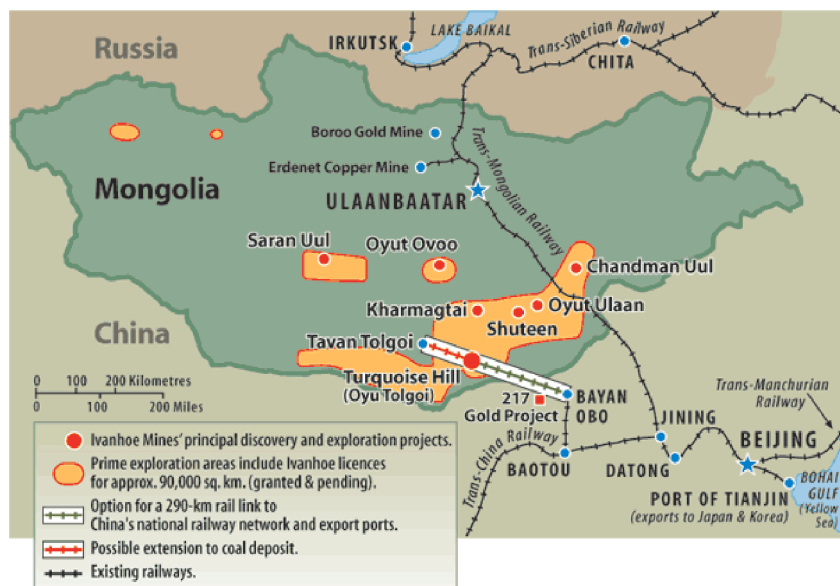 Russia
IRKUTSK
LAKE BAIKAL
Trans-Siberian Railway
CHITA
Boroo Gold Mine
Erdenet Copper Mine
Mongolia
ULAANBAATAR
Trans-Mongolian Railway
Saran Uul
Oyut Ovoo
Chandman Uul
Kharmagtai
Oyut Ulaan
Shuteen
China
Tavan Tolgoi
Turquoise Hill
(Oyu Tolgoi)
0 100 200 Kilometres
0 100 200 Miles
217
Gold Project
BAYAN
OBO
Trans-Manchurian
Railway
Trans-China Railway
BAOTOU
JINING
DATONG
BEIJING
PORT OF TIANJIN
(exports to Japan & Korea)
BOHAI
GULF
(Yellow
Sea)
Ivanhoe Mines' principal discovery and exploration projects.
Prime exploration areas include Ivanhoe licences
for approx. 90,000 sq. km. (granted & pending).
Option for a 290-km rail link to
China's national railway network and export ports.
Possible extension to coal deposit.
Existing railways.